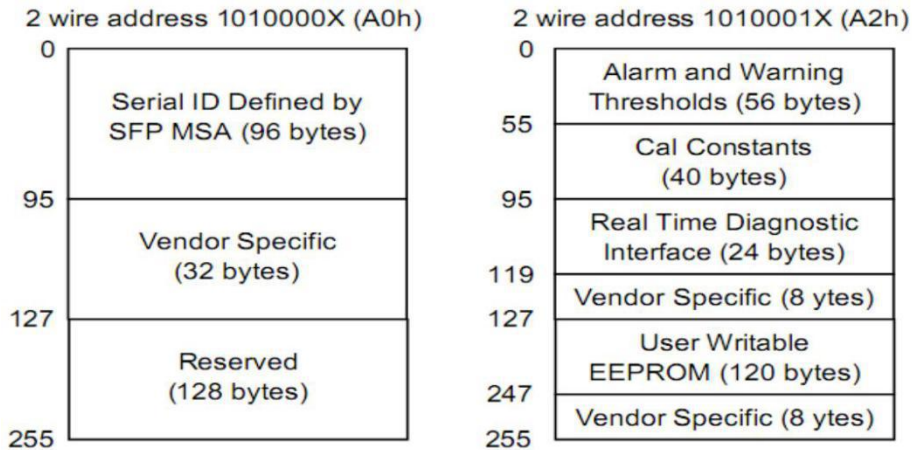 2 wire address 1010000X (A0h)
0
Serial ID Defined by
SFP MSA (96 bytes)
95
Vendor Specific
(32 bytes)
127
Reserved
(128 bytes)
255
2 wire address 1010001X (A2h)
0
Alarm and Warning
Thresholds (56 bytes)
55
Cal Constants
(40 bytes)
95
Real Time Diagnostic
Interface (24 bytes)
119
Vendor Specific (8 ytes)
127
User Writable
EEPROM (120 bytes)
247
Vendor Specific (8 ytes)
255